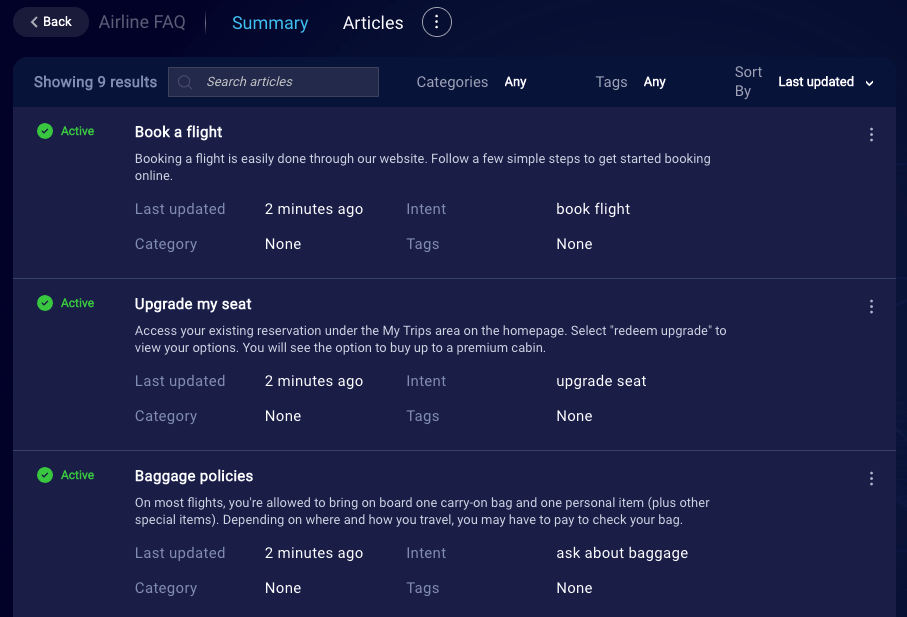 Back Airline FAQ Summary Articles
Showing 9 results Search articles Categories Any Tags Any Sort By Last updated
Active Book a flight
Booking a flight is easily done through our website. Follow a few simple steps to get started booking
online.
Last updated 2 minutes ago Intent book flight
Category None Tags None
Active Upgrade my seat
Access your existing reservation under the My Trips area on the homepage. Select "redeem upgrade" to
view your options. You will see the option to buy up to a premium cabin.
Last updated 2 minutes ago Intent upgrade seat
Category None Tags None
Active Baggage policies
On most flights, you're allowed to bring on board one carry-on bag and one personal item (plus other
special items). Depending on where and how you travel, you may have to pay to check your bag.
Last updated 2 minutes ago Intent ask about baggage
Category None Tags None